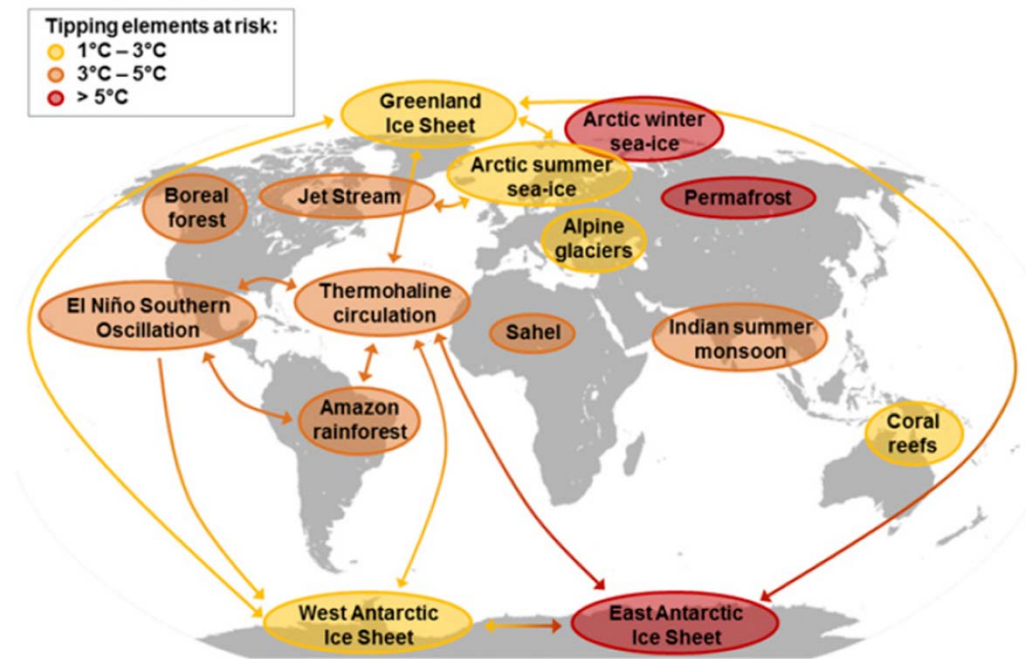 Tipping elements at risk:
1°C – 3°C
3°C – 5°C
> 5°C
Greenland
Ice Sheet
Arctic winter
sea-ice
Arctic summer
sea-ice
Boreal
forest
Jet Stream
Permafrost
Alpine
glaciers
El Niño Southern
Oscillation
Thermohaline
circulation
Sahel
Indian summer
monsoon
Amazon
rainforest
Coral
reefs
West Antarctic
Ice Sheet
East Antarctic
Ice Sheet